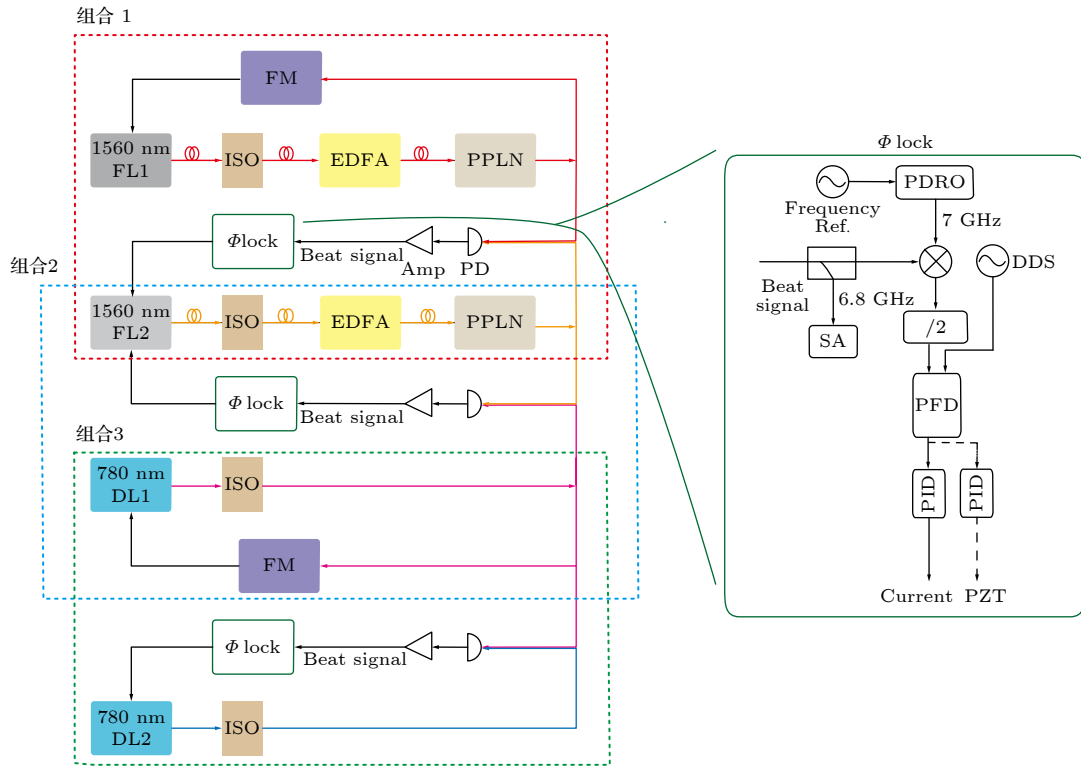 组合 1
FM
1560 nm
FL1
ISO
EDFA
PPLN
Φlock
Beat signal
Amp
PD
组合2
1560 nm
FL2
ISO
EDFA
PPLN
Φ lock
Beat signal
组合3
780 nm
DL1
ISO
FM
Φ lock
Beat signal
780 nm
DL2
ISO
Φ lock
PDRO
Frequency
Ref.
7 GHz
DDS
Beat
signal
6.8 GHz
SA
/2
PFD
PID
PID
Current
PZT